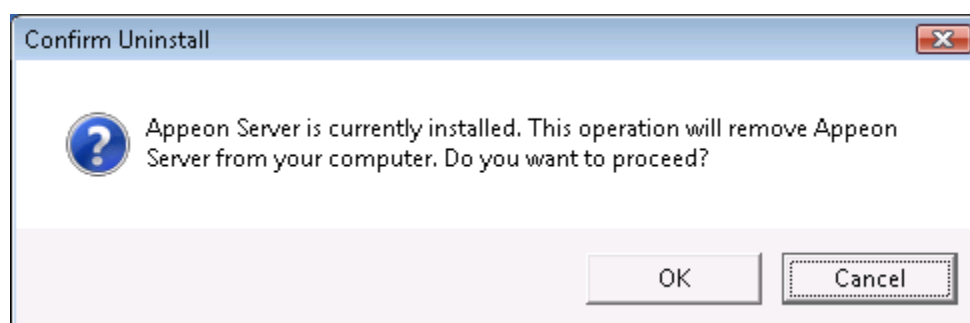 Confirm Uninstall
Appeon Server is currently installed. This operation will remove Appeon
Server from your computer. Do you want to proceed?
OK
Cancel